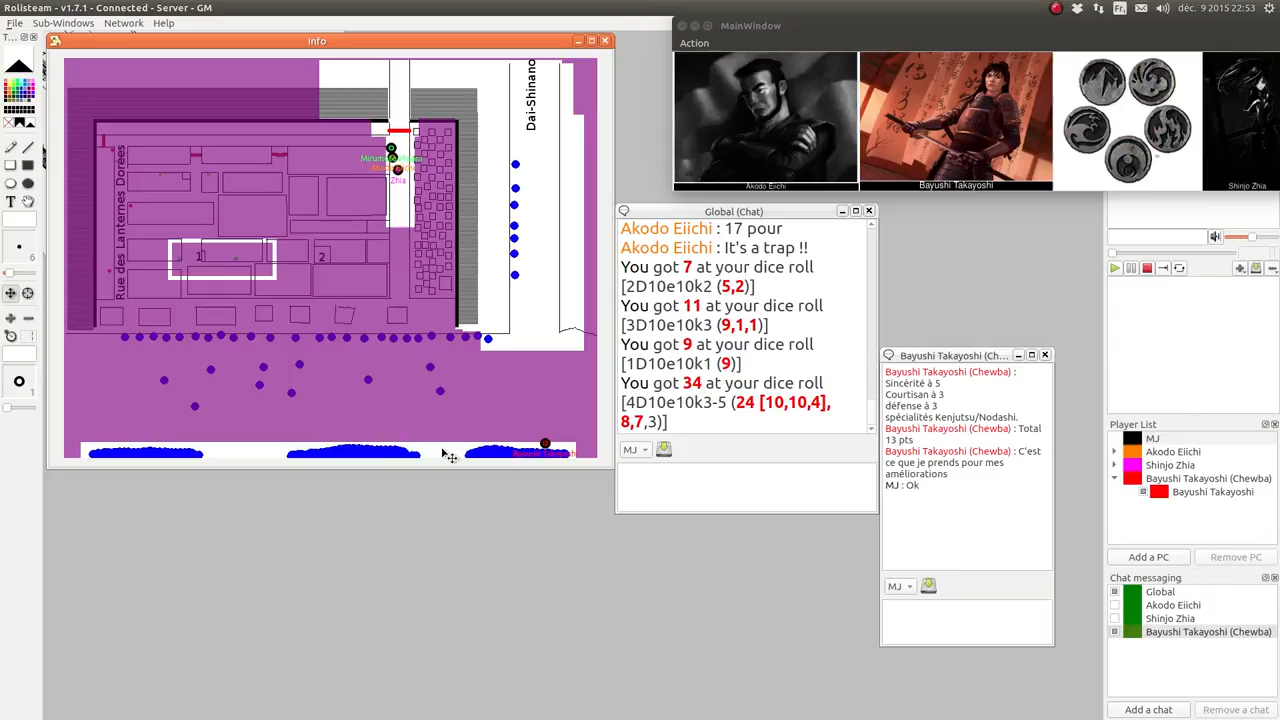 Rolisteam - v1.7.1 - Connected - Server - GM
Fr,
déc. 9 2015 22:53
File Sub-Windows Network Help
T...
Info
MainWindow
Action
Akodo Eiichi
Bayushi Takayoshi
Shinjo Zhia
Dai-Shinano
Rue des Lanternes Dorées
Zhia
1
2
6
1
Global (Chat)
Akodo Eiichi : 17 pour
Akodo Eiichi : It's a trap !!
You got 7 at your dice roll
[2D10e10k2 (5,2)]
You got 11 at your dice roll
[3D10e10k3 (9,1,1)]
You got 9 at your dice roll
[1D10e10k1 (9)]
You got 34 at your dice roll
[4D10e10k3-5 (24 [10,10,4],
8,7,3)]
MJ
Bayushi Takayoshi (Ch...
Bayushi Takayoshi (Chewba) :
Sincérité à 5
Courtisan à 3
défense à 3
spécialités Kenjutsu/Nodashi.
Bayushi Takayoshi (Chewba) : Total
13 pts
Bayushi Takayoshi (Chewba) : C'est
ce que je prends pour mes
améliorations
MJ : Ok
MJ
Player List
MJ
Akodo Eiichi
Shinjo Zhia
Bayushi Takayoshi (Chewba)
Bayushi Takayoshi
Add a PC
Remove PC
Chat messaging
Global
Akodo Eiichi
Shinjo Zhia
Bayushi Takayoshi (Chewba)
Add a chat
Remove a chat